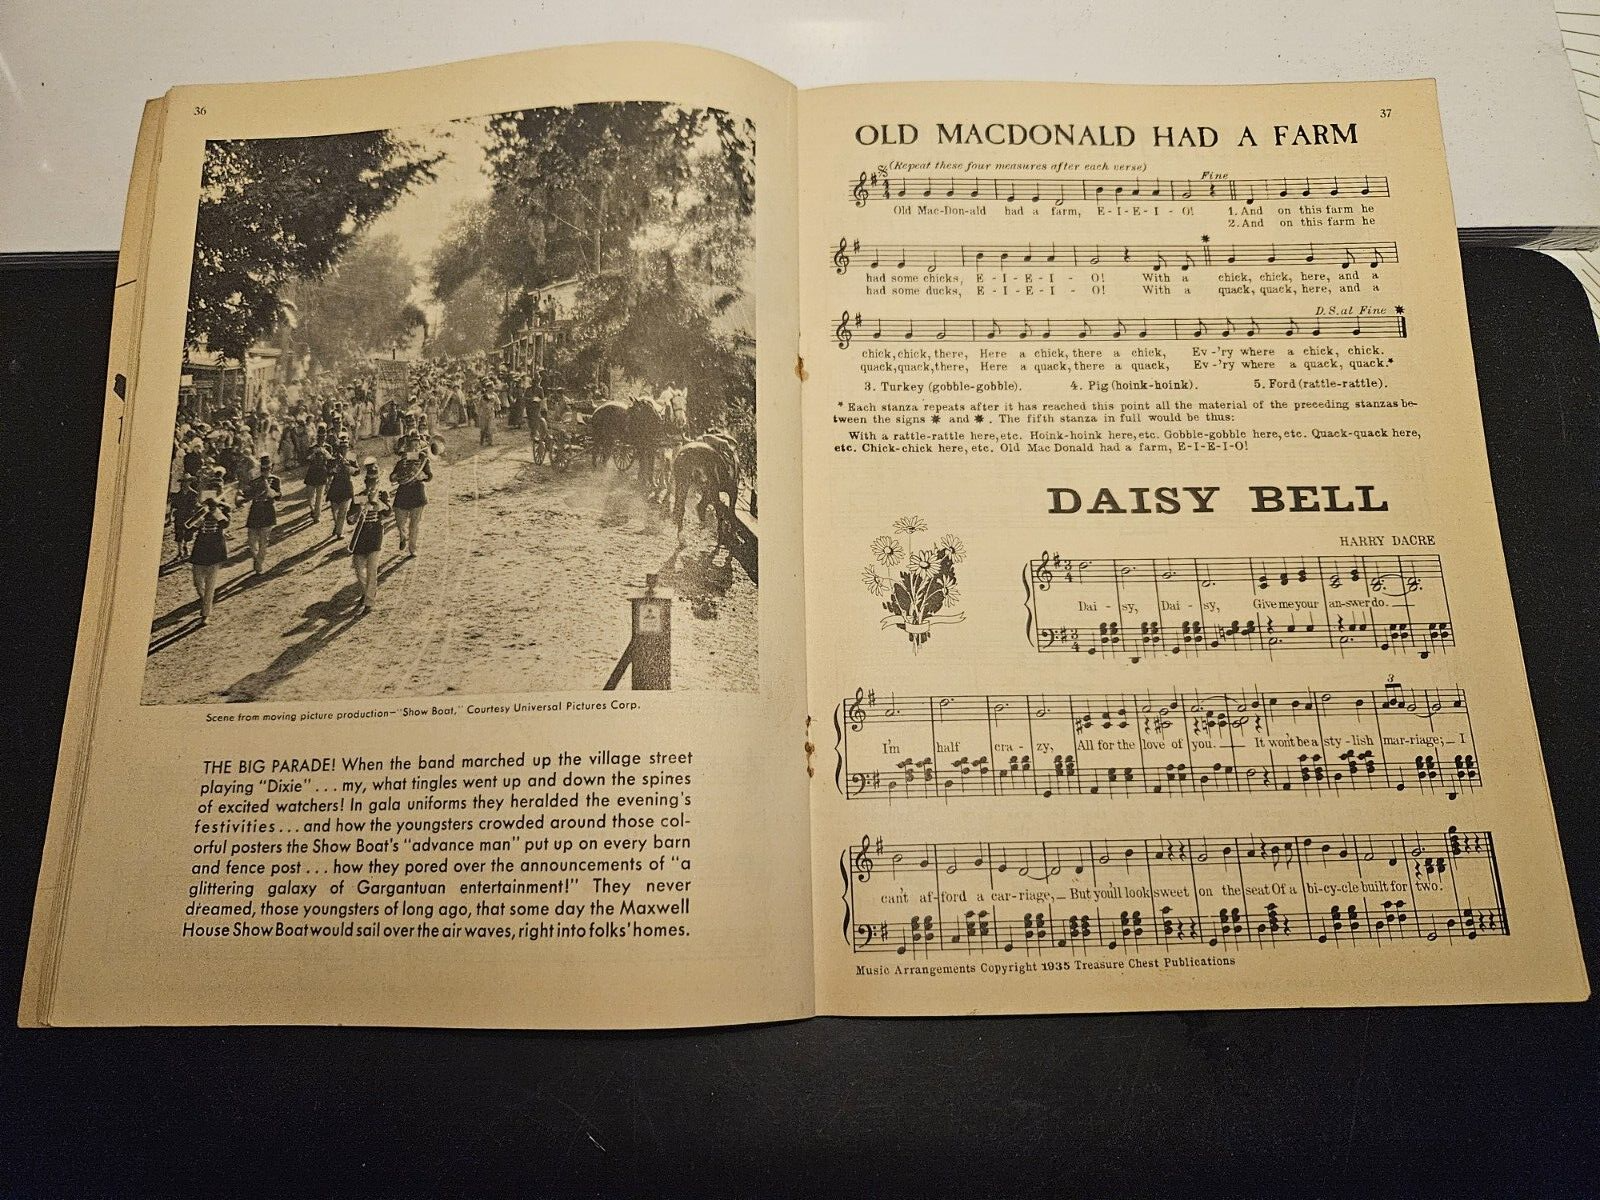 36
Scene from moving picture production—"Show Boat," Courtesy Universal Pictures Corp.
THE BIG PARADE! When the band marched up the village street
playing "Dixie" . . . my, what tingles went up and down the spines
of excited watchers! In gala uniforms they heralded the evening's
festivities . . . and how the youngsters crowded around those col-
orful posters the Show Boat's "advance man" put up on every barn
and fence post . . . how they pored over the announcements of "a
glittering galaxy of Gargantuan entertainment!" They never
dreamed, those youngsters of long ago, that some day the Maxwell
House Show Boat would sail over the air waves, right into folks' homes.
37
OLD MACDONALD HAD A FARM
(Repeat these four measures after each verse)
Fine
Old Mac-Don-ald had a farm, E - I - E - I - O! 1. And on this farm he
2. And on this farm he
had some chicks, E - I - E - I - O! With a chick, chick, here, and a
had some ducks, E - I - E - I - O! With a quack, quack, here, and a
D.S. al Fine *
chick, chick, there, Here a chick, there a chick, Ev-'ry where a chick, chick.
quack, quack, there, Here a quack, there a quack, Ev-'ry where a quack, quack.*
3. Turkey (gobble-gobble). 4. Pig (hoink-hoink). 5. Ford (rattle-rattle).
* Each stanza repeats after it has reached this point all the material of the preceding stanzas be-
tween the signs * and *. The fifth stanza in full would be thus:
With a rattle-rattle here, etc. Hoink-hoink here, etc. Gobble-gobble here, etc. Quack-quack here,
etc. Chick-chick here, etc. Old Mac Donald had a farm, E-I-E-I-O!
DAISY BELL
HARRY DACRE
Dai - sy, Dai - sy, Give me your an-swer do.
3
I'm half cra - zy, All for the love of you. It won't be a sty - lish mar-riage; I
can't af-ford a car-riage, But you'll look sweet on the seat Of a bi-cy-cle built for two.
Music Arrangements Copyright 1935 Treasure Chest Publications